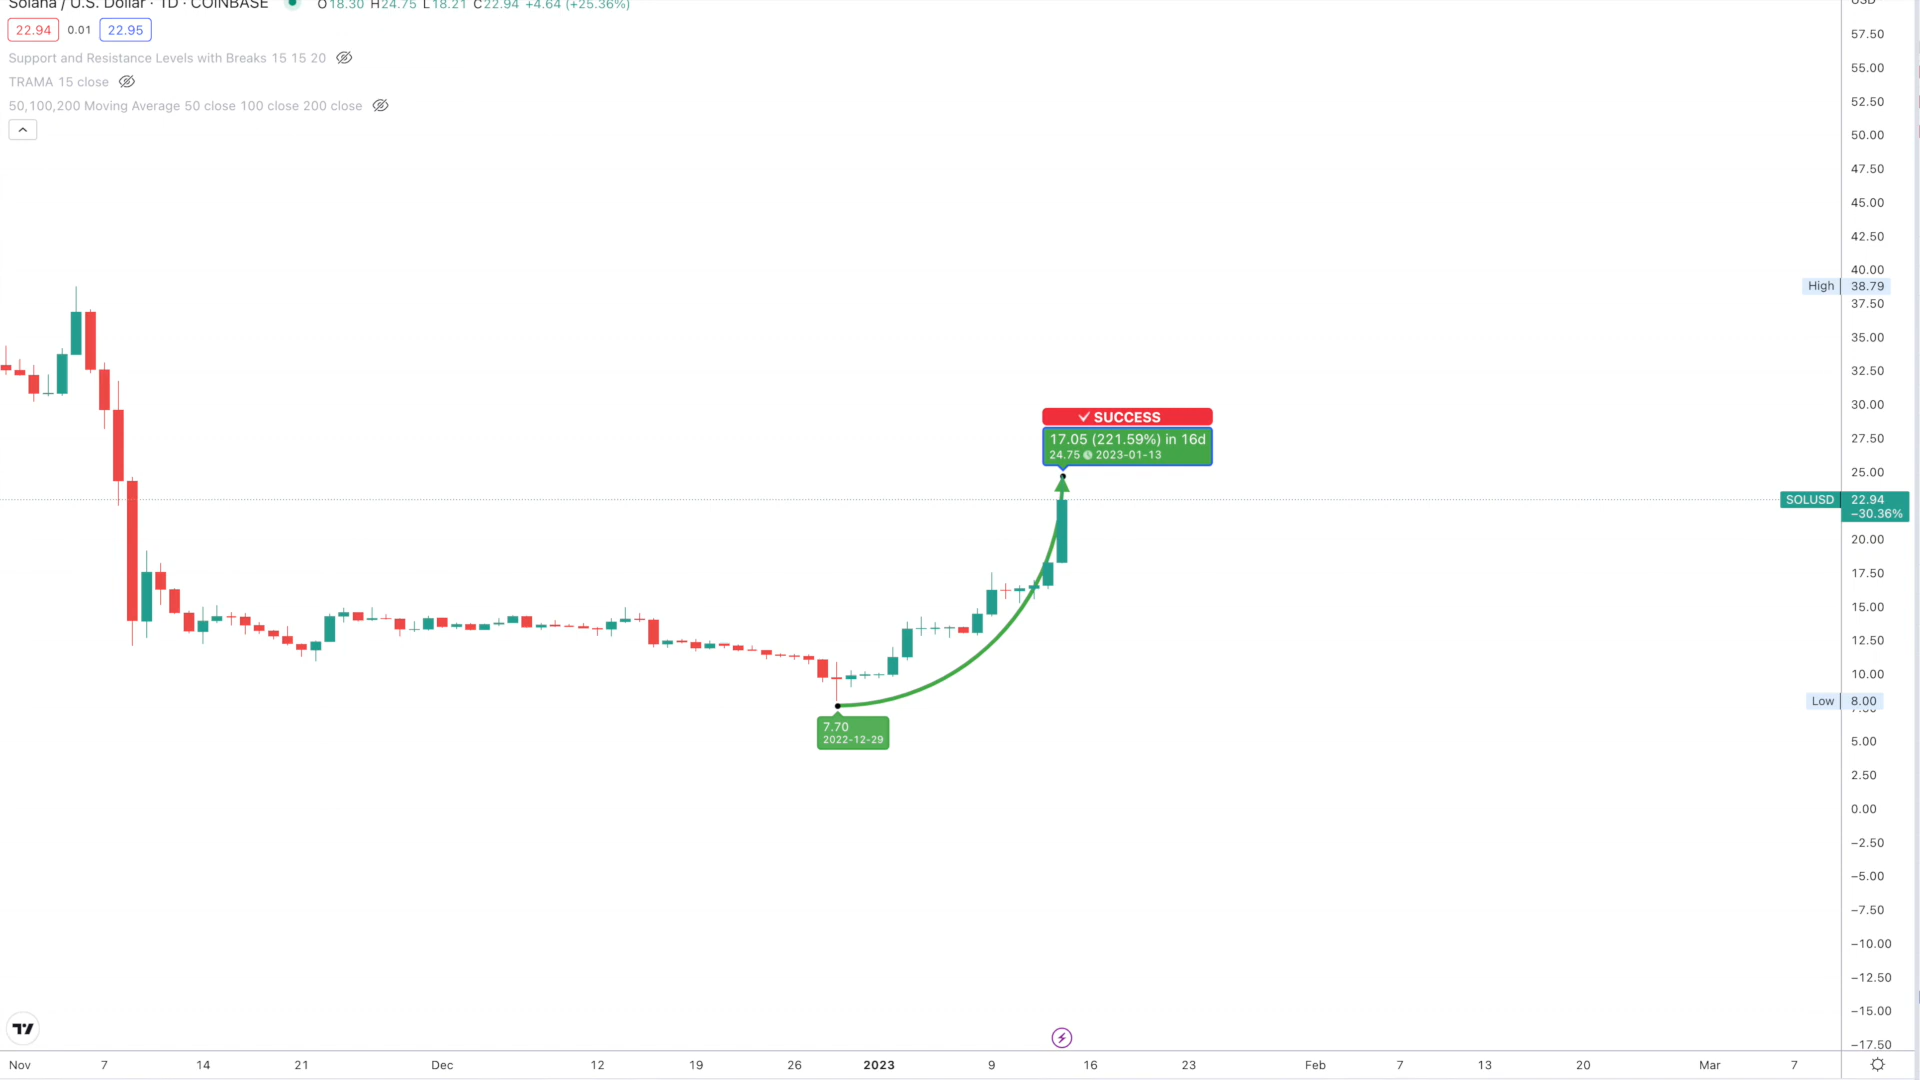 Solana / U.S. Dollar · 1D · COINBASE O18.30 H24.75 L18.21 C22.94 +4.64 (+25.36%)
USD
22.94 0.01 22.95
Support and Resistance Levels with Breaks 15 15 20
TRAMA 15 close
50,100,200 Moving Average 50 close 100 close 200 close
57.50
55.00
52.50
50.00
47.50
45.00
42.50
40.00
High 38.79
37.50
35.00
32.50
30.00
SUCCESS
17.05 (221.59%) in 16d
24.75 2023-01-13
27.50
25.00
SOLUSD 22.94
−30.36%
20.00
17.50
15.00
12.50
10.00
Low 8.00
7.70
2022-12-29
5.00
2.50
0.00
−2.50
−5.00
−7.50
−10.00
−12.50
−15.00
−17.50
Nov 7 14 21 Dec 12 19 26 2023 9 16 23 Feb 7 13 20 Mar 7